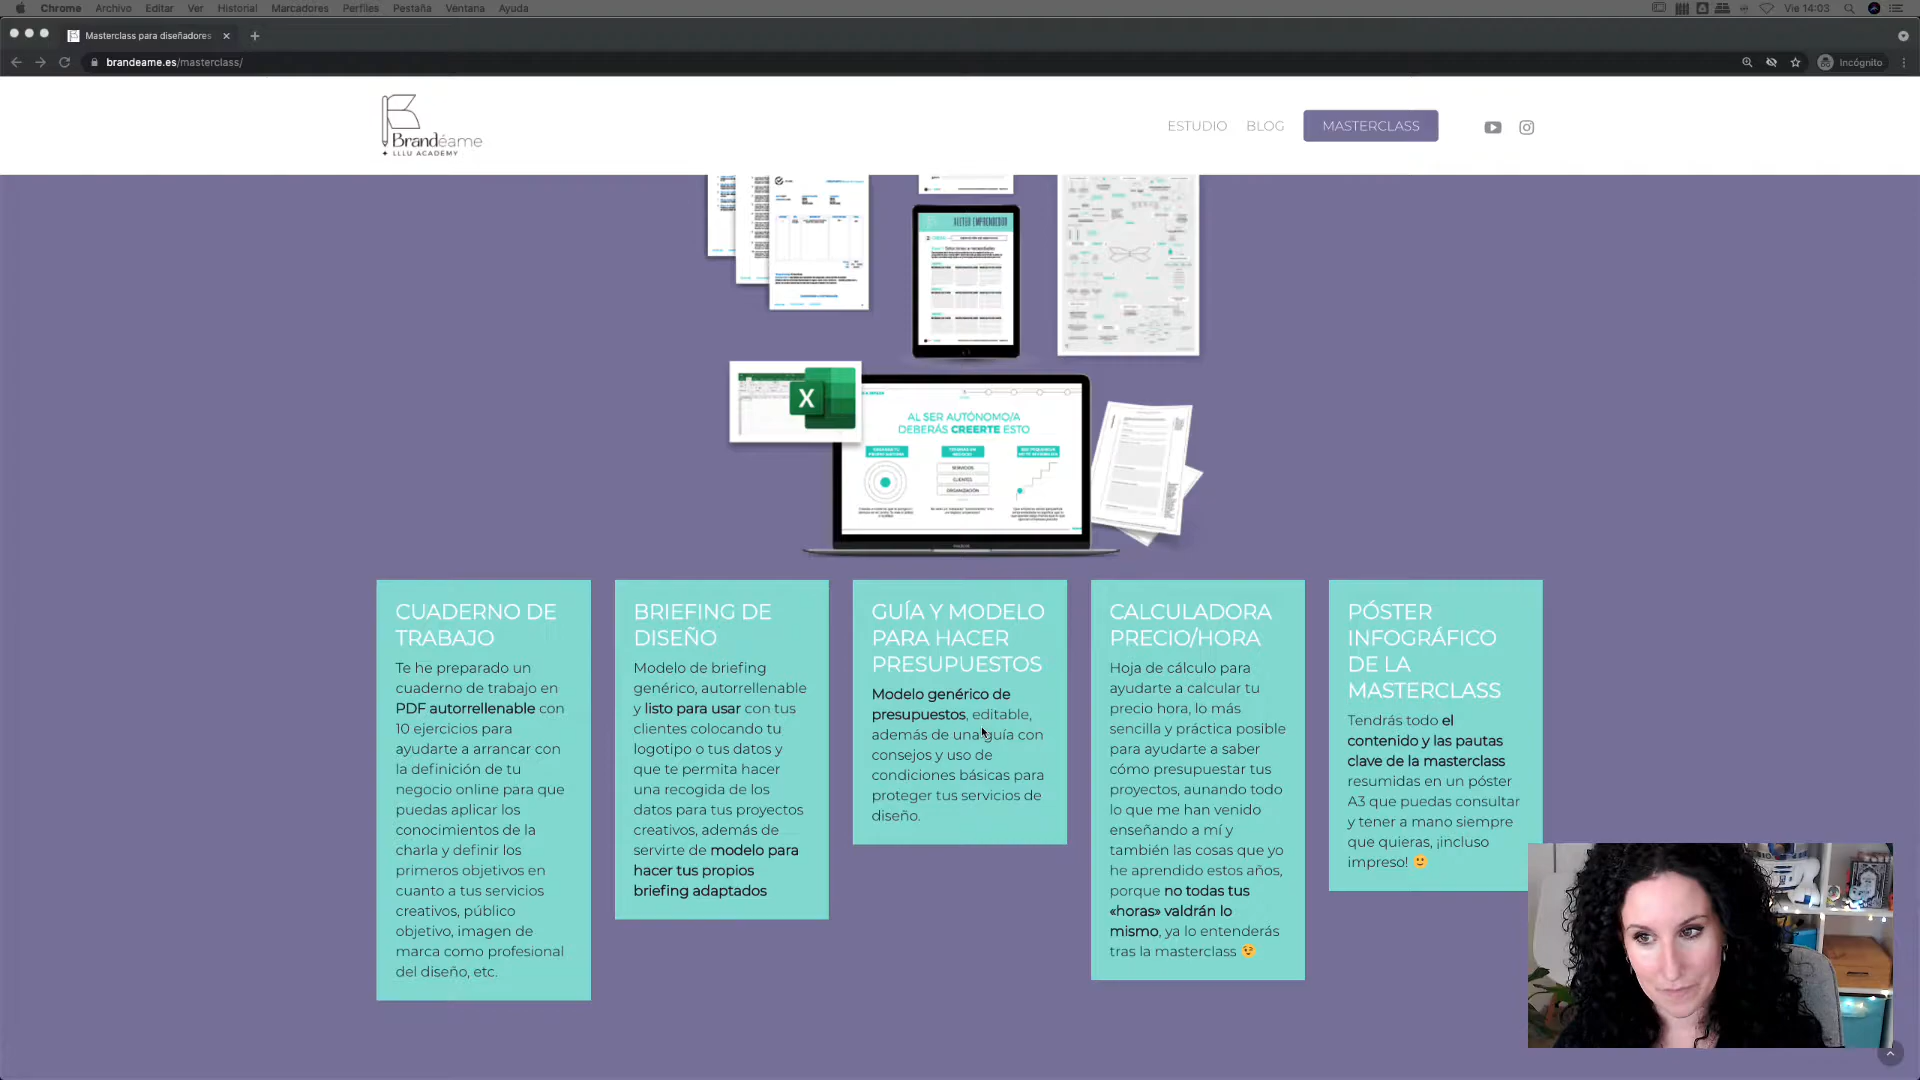 Chrome Archivo Editar Ver Historial Marcadores Perfiles Pestaña Ventana Ayuda
Vie 14:03
Masterclass para diseñadores
brandeame.es/masterclass/
Incógnito
Brandéame
LLLU ACADEMY
ESTUDIO BLOG MASTERCLASS
X
AL SER AUTÓNOMO/A
DEBERÁS CREERTE ESTO
SERVICIOS
CLIENTES
ORGANIZACIÓN
CUADERNO DE
TRABAJO
Te he preparado un
cuaderno de trabajo en
PDF autorrellenable con
10 ejercicios para
ayudarte a arrancar con
la definición de tu
negocio online para que
puedas aplicar los
conocimientos de la
charla y definir los
primeros objetivos en
cuanto a tus servicios
creativos, público
objetivo, imagen de
marca como profesional
del diseño, etc.
BRIEFING DE
DISEÑO
Modelo de briefing
genérico, autorrellenable
y listo para usar con tus
clientes colocando tu
logotipo o tus datos y
que te permita hacer
una recogida de los
datos para tus proyectos
creativos, además de
servirte de modelo para
hacer tus propios
briefing adaptados
GUÍA Y MODELO
PARA HACER
PRESUPUESTOS
Modelo genérico de
presupuestos, editable,
además de una guía con
consejos y uso de
condiciones básicas para
proteger tus servicios de
diseño.
CALCULADORA
PRECIO/HORA
Hoja de cálculo para
ayudarte a calcular tu
precio hora, lo más
sencilla y práctica posible
para ayudarte a saber
cómo presupuestar tus
proyectos, aunando todo
lo que me han venido
enseñando a mí y
también las cosas que yo
he aprendido estos años,
porque no todas tus
«horas» valdrán lo
mismo, ya lo entenderás
tras la masterclass 😉
PÓSTER
INFOGRÁFICO
DE LA
MASTERCLASS
Tendrás todo el
contenido y las pautas
clave de la masterclass
resumidas en un póster
A3 que puedas consultar
y tener a mano siempre
que quieras, ¡incluso
impreso! 🙂